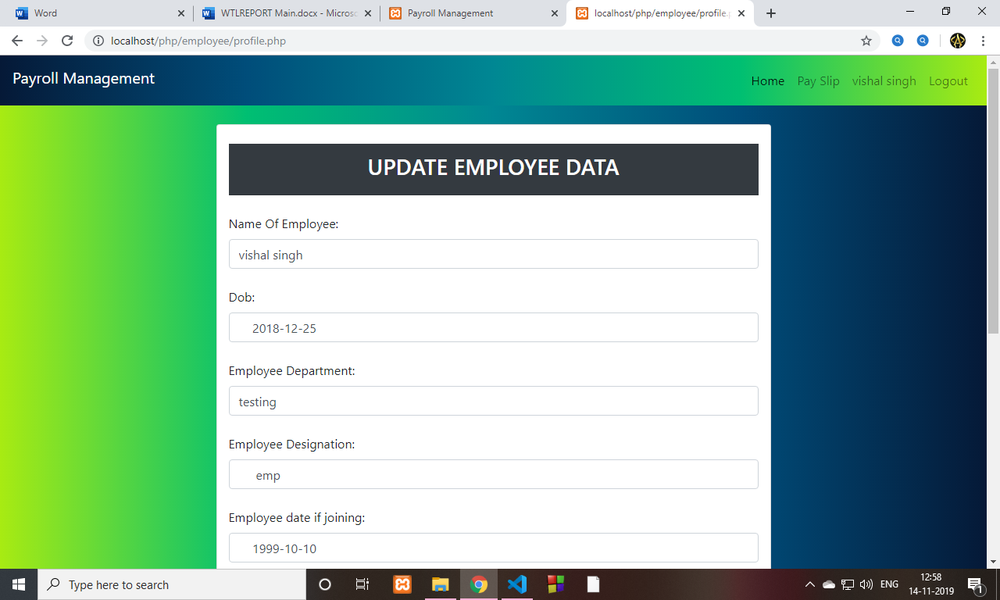 Word
WTLREPORT Main.docx - Microsc
Payroll Management
localhost/php/employee/profile.
localhost/php/employee/profile.php
Payroll Management
Home Pay Slip vishal singh Logout
UPDATE EMPLOYEE DATA
Name Of Employee:
vishal singh
Dob:
2018-12-25
Employee Department:
testing
Employee Designation:
emp
Employee date if joining:
1999-10-10
Type here to search
ENG
12:58
14-11-2019
1